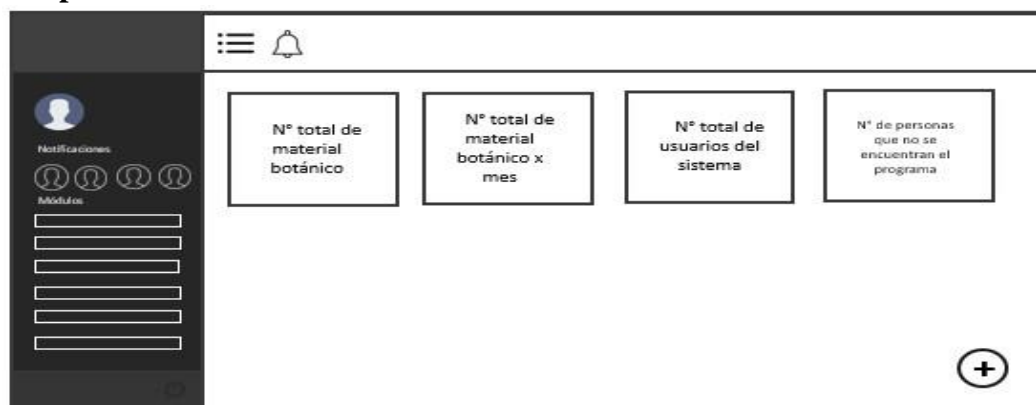 Notificaciones
Módulos
N° total de
material
botánico
N° total de
material
botánico x
mes
N° total de
usuarios del
sistema
N° de personas
que no se
encuentran el
programa